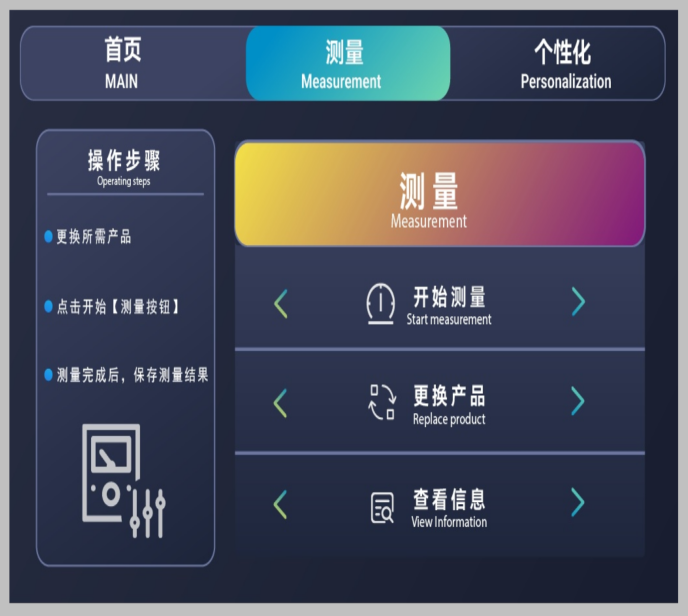 首页
MAIN
测量
Measurement
个性化
Personalization
操作步骤
Operating steps
更换所需产品
点击开始【测量按钮】
测量完成后，保存测量结果
测量
Measurement
开始测量
Start measurement
更换产品
Replace product
查看信息
View Information